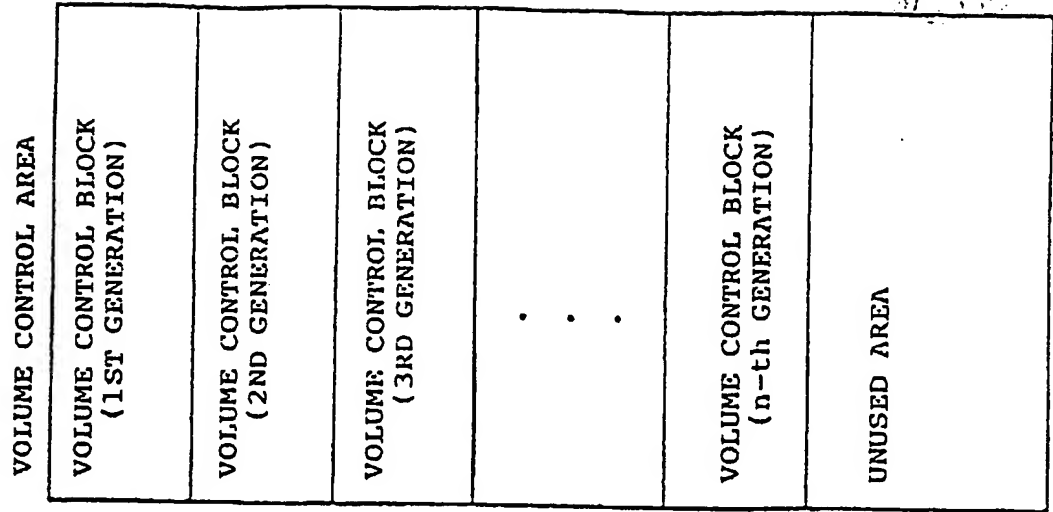 VOLUME CONTROL AREA
VOLUME CONTROL BLOCK
(1ST GENERATION)
VOLUME CONTROL BLOCK
(2ND GENERATION)
VOLUME CONTROL BLOCK
(3RD GENERATION)
. . .
VOLUME CONTROL BLOCK
(n-th GENERATION)
UNUSED AREA